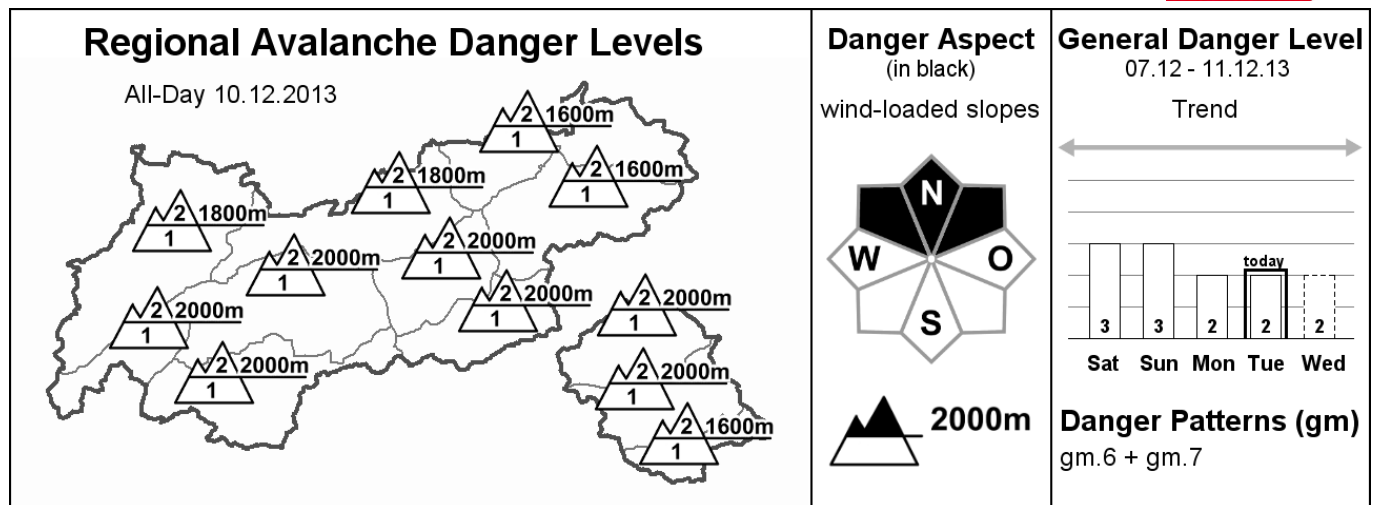 Regional Avalanche Danger Levels
All-Day 10.12.2013
2 1600m
1
2 1600m
1
2 1800m
1
2 1800m
1
2 2000m
1
2 2000m
1
2 2000m
1
2 2000m
1
2 2000m
1
2 2000m
1
2 2000m
1
2 1600m
1
Danger Aspect
(in black)
wind-loaded slopes
N
W O
S
2000m
General Danger Level
07.12 - 11.12.13
Trend
today
3 3 2 2 2
Sat Sun Mon Tue Wed
Danger Patterns (gm)
gm.6 + gm.7